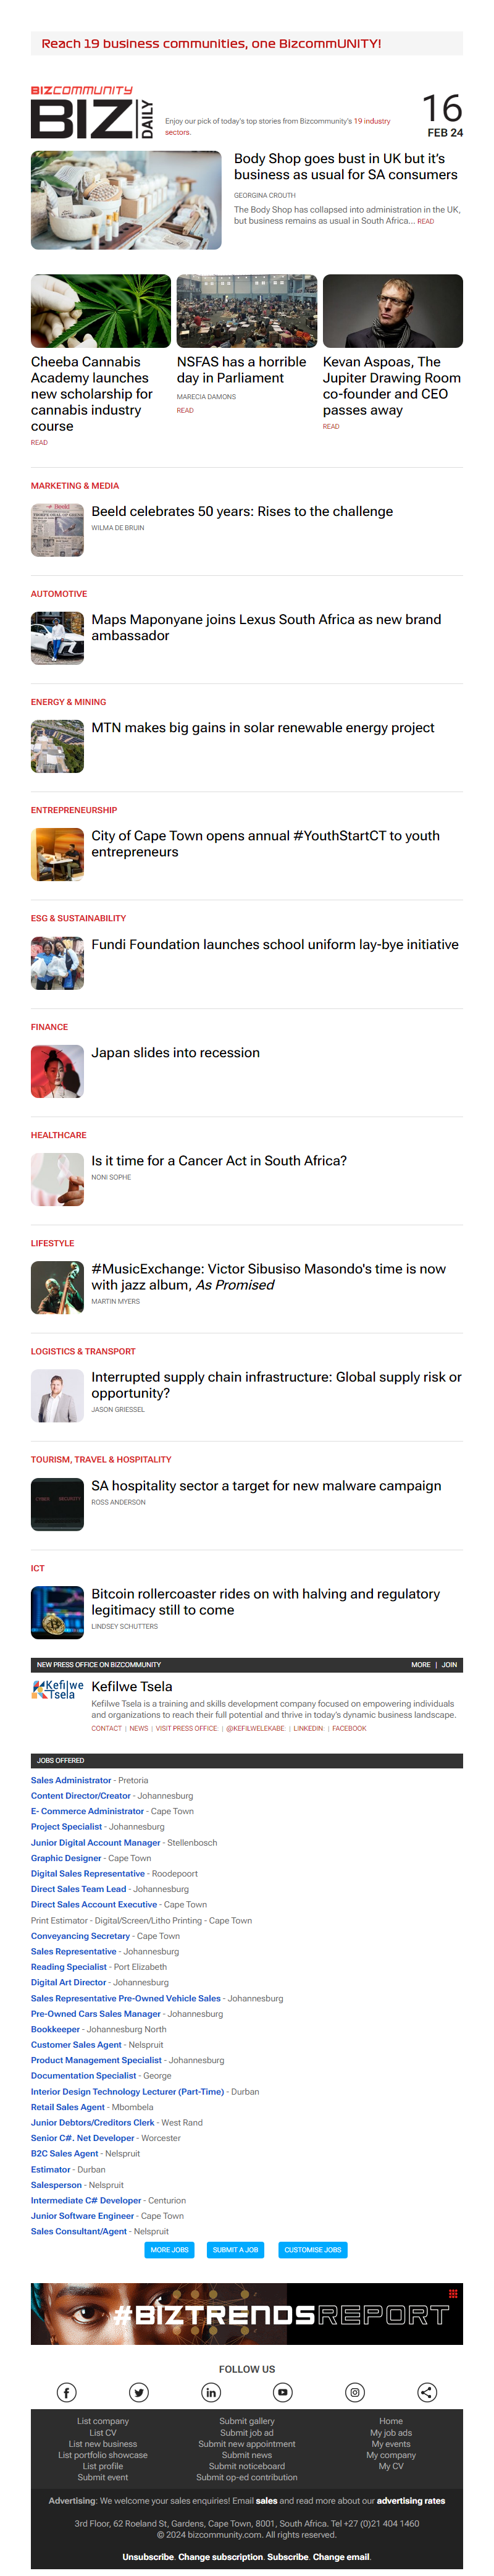 Reach 19 business communities, one BizcommUNITY!
BIZCOMMUNITY
BIZ DAILY
Enjoy our pick of today's top stories from Bizcommunity's 19 industry
sectors.
16
FEB 24
Body Shop goes bust in UK but it's
business as usual for SA consumers
GEORGINA CROUTH
The Body Shop has collapsed into administration in the UK,
but business remains as usual in South Africa... READ
Cheeba Cannabis
Academy launches
new scholarship for
cannabis industry
course
READ
NSFAS has a horrible
day in Parliament
MARECIA DAMONS
READ
Kevan Aspoas, The
Jupiter Drawing Room
co-founder and CEO
passes away
READ
MARKETING & MEDIA
Beeld
Beeld celebrates 50 years: Rises to the challenge
WILMA DE BRUIN
AUTOMOTIVE
Maps Maponyane joins Lexus South Africa as new brand
ambassador
ENERGY & MINING
MTN makes big gains in solar renewable energy project
ENTREPRENEURSHIP
City of Cape Town opens annual #YouthStartCT to youth
entrepreneurs
ESG & SUSTAINABILITY
Fundi Foundation launches school uniform lay-bye initiative
FINANCE
Japan slides into recession
HEALTHCARE
Is it time for a Cancer Act in South Africa?
NONI SOPHE
LIFESTYLE
#MusicExchange: Victor Sibusiso Masondo's time is now
with jazz album, As Promised
MARTIN MYERS
LOGISTICS & TRANSPORT
Interrupted supply chain infrastructure: Global supply risk or
opportunity?
JASON GRIESSEL
TOURISM, TRAVEL & HOSPITALITY
CYBER SECURITY
SA hospitality sector a target for new malware campaign
ROSS ANDERSON
ICT
Bitcoin rollercoaster rides on with halving and regulatory
legitimacy still to come
LINDSEY SCHUTTERS
NEW PRESS OFFICE ON BIZCOMMUNITY MORE | JOIN
Kefilwe
Tsela
Kefilwe Tsela
Kefilwe Tsela is a training and skills development company focused on empowering individuals
and organizations to reach their full potential and thrive in today's dynamic business landscape.
CONTACT | NEWS | VISIT PRESS OFFICE: | @KEFILWELEKABE: | LINKEDIN: | FACEBOOK
JOBS OFFERED
Sales Administrator - Pretoria
Content Director/Creator - Johannesburg
E- Commerce Administrator - Cape Town
Project Specialist - Johannesburg
Junior Digital Account Manager - Stellenbosch
Graphic Designer - Cape Town
Digital Sales Representative - Roodepoort
Direct Sales Team Lead - Johannesburg
Direct Sales Account Executive - Cape Town
Print Estimator - Digital/Screen/Litho Printing - Cape Town
Conveyancing Secretary - Cape Town
Sales Representative - Johannesburg
Reading Specialist - Port Elizabeth
Digital Art Director - Johannesburg
Sales Representative Pre-Owned Vehicle Sales - Johannesburg
Pre-Owned Cars Sales Manager - Johannesburg
Bookkeeper - Johannesburg North
Customer Sales Agent - Nelspruit
Product Management Specialist - Johannesburg
Documentation Specialist - George
Interior Design Technology Lecturer (Part-Time) - Durban
Retail Sales Agent - Mbombela
Junior Debtors/Creditors Clerk - West Rand
Senior C#. Net Developer - Worcester
B2C Sales Agent - Nelspruit
Estimator - Durban
Salesperson - Nelspruit
Intermediate C# Developer - Centurion
Junior Software Engineer - Cape Town
Sales Consultant/Agent - Nelspruit
MORE JOBS SUBMIT A JOB CUSTOMISE JOBS
#BIZTRENDSREPORT
FOLLOW US
List company
List CV
List new business
List portfolio showcase
List profile
Submit event
Submit gallery
Submit job ad
Submit new appointment
Submit news
Submit noticeboard
Submit op-ed contribution
Home
My job ads
My events
My company
My CV
Advertising: We welcome your sales enquiries! Email sales and read more about our advertising rates
3rd Floor, 62 Roeland St, Gardens, Cape Town, 8001, South Africa. Tel +27 (0)21 404 1460
© 2024 bizcommunity.com. All rights reserved.
Unsubscribe. Change subscription. Subscribe. Change email.